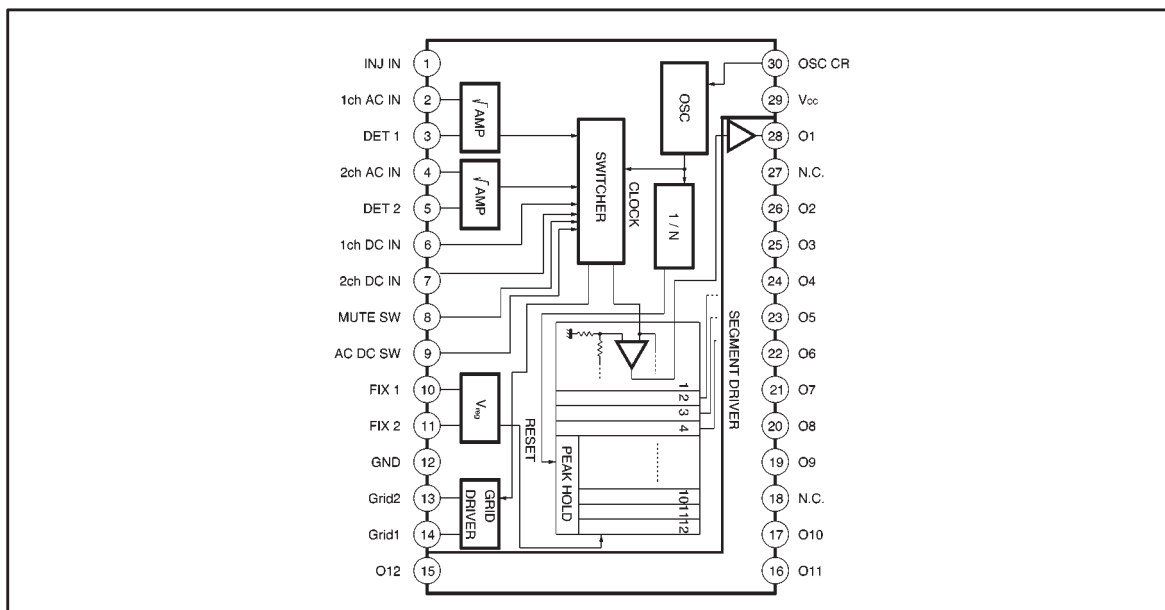 INJ IN 1
1ch AC IN 2
DET 1 3
2ch AC IN 4
DET 2 5
1ch DC IN 6
2ch DC IN 7
MUTE SW 8
AC DC SW 9
FIX 1 10
FIX 2 11
GND 12
Grid2 13
Grid1 14
O12 15
√AMP
√AMP
Vreg
GRID
DRIVER
SWITCHER
CLOCK
OSC
1 / N
RESET
PEAK HOLD
1
2
3
4
10
11
12
SEGMENT DRIVER
30 OSC CR
29 Vcc
28 O1
27 N.C.
26 O2
25 O3
24 O4
23 O5
22 O6
21 O7
20 O8
19 O9
18 N.C.
17 O10
16 O11